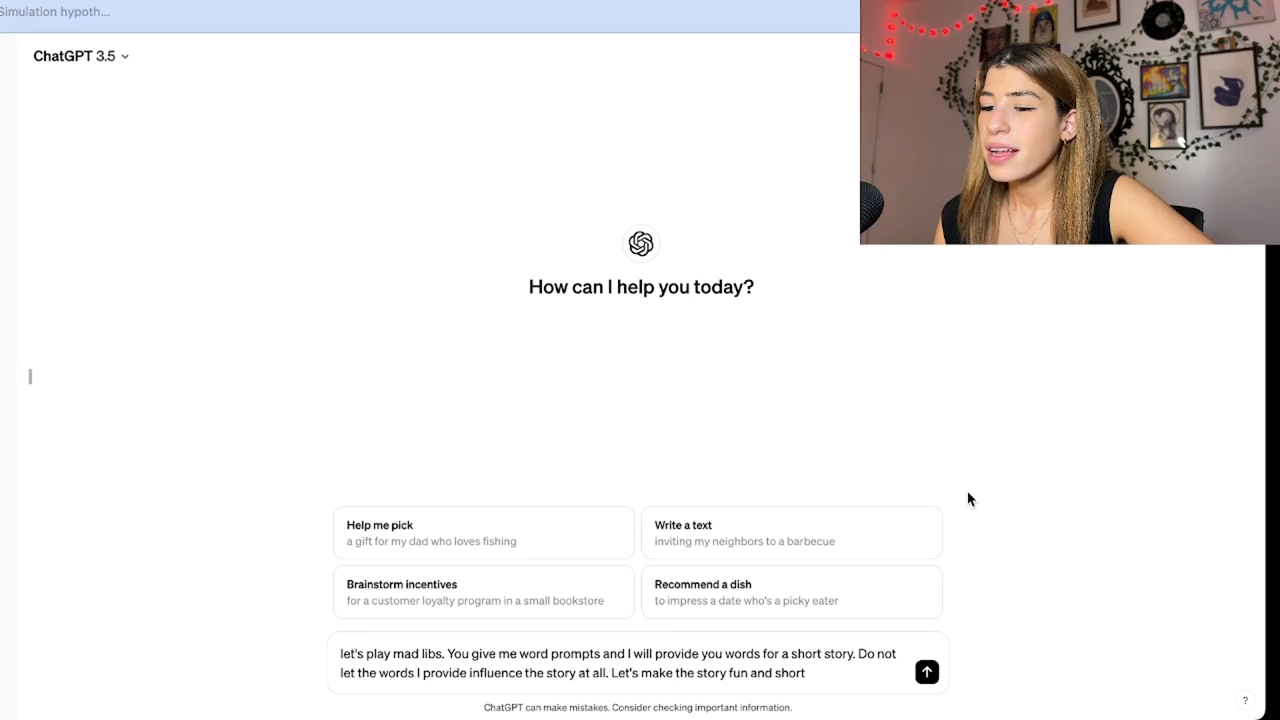 Simulation hypoth...
ChatGPT 3.5
How can I help you today?
Help me pick
a gift for my dad who loves fishing
Write a text
inviting my neighbors to a barbecue
Brainstorm incentives
for a customer loyalty program in a small bookstore
Recommend a dish
to impress a date who's a picky eater
let's play mad libs. You give me word prompts and I will provide you words for a short story. Do not
let the words I provide influence the story at all. Let's make the story fun and short
ChatGPT can make mistakes. Consider checking important information.
?